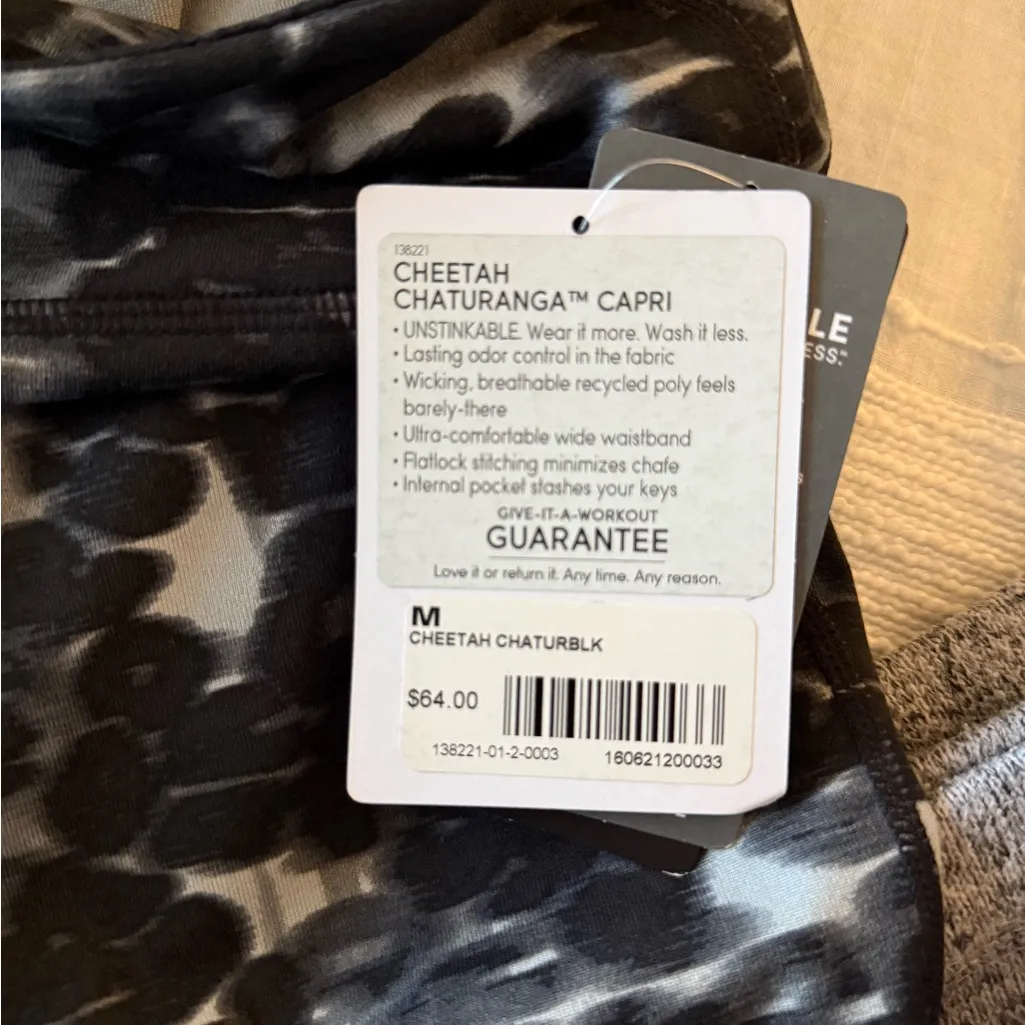 138221
CHEETAH
CHATURANGA™ CAPRI
• UNSTINKABLE. Wear it more. Wash it less.
• Lasting odor control in the fabric
• Wicking, breathable recycled poly feels
barely-there
• Ultra-comfortable wide waistband
• Flatlock stitching minimizes chafe
• Internal pocket stashes your keys
GIVE-IT-A-WORKOUT
GUARANTEE
Love it or return it. Any time. Any reason.
M
CHEETAH CHATURBLK
$64.00
138221-01-2-0003 160621200033